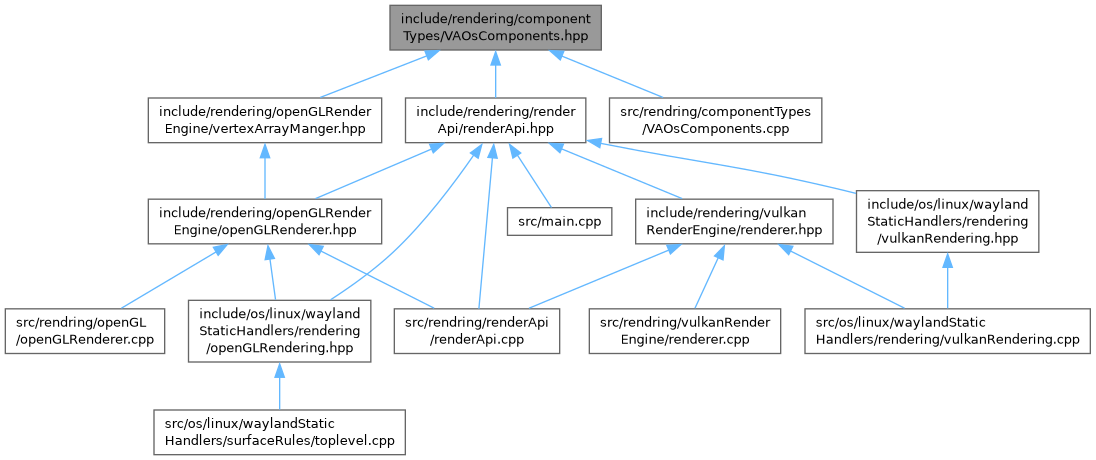 include/rendering/component
Types/VAOsComponents.hpp
include/rendering/openGLRender
Engine/vertexArrayManger.hpp
include/rendering/render
Api/renderApi.hpp
src/rendring/componentTypes
/VAOsComponents.cpp
include/rendering/openGLRender
Engine/openGLRenderer.hpp
src/main.cpp
include/rendering/vulkan
RenderEngine/renderer.hpp
include/os/linux/wayland
StaticHandlers/rendering
/vulkanRendering.hpp
src/rendring/openGL
/openGLRenderer.cpp
include/os/linux/wayland
StaticHandlers/rendering
/openGLRendering.hpp
src/rendring/renderApi
/renderApi.cpp
src/rendring/vulkanRender
Engine/renderer.cpp
src/os/linux/waylandStatic
Handlers/rendering/vulkanRendering.cpp
src/os/linux/waylandStatic
Handlers/surfaceRules/toplevel.cpp